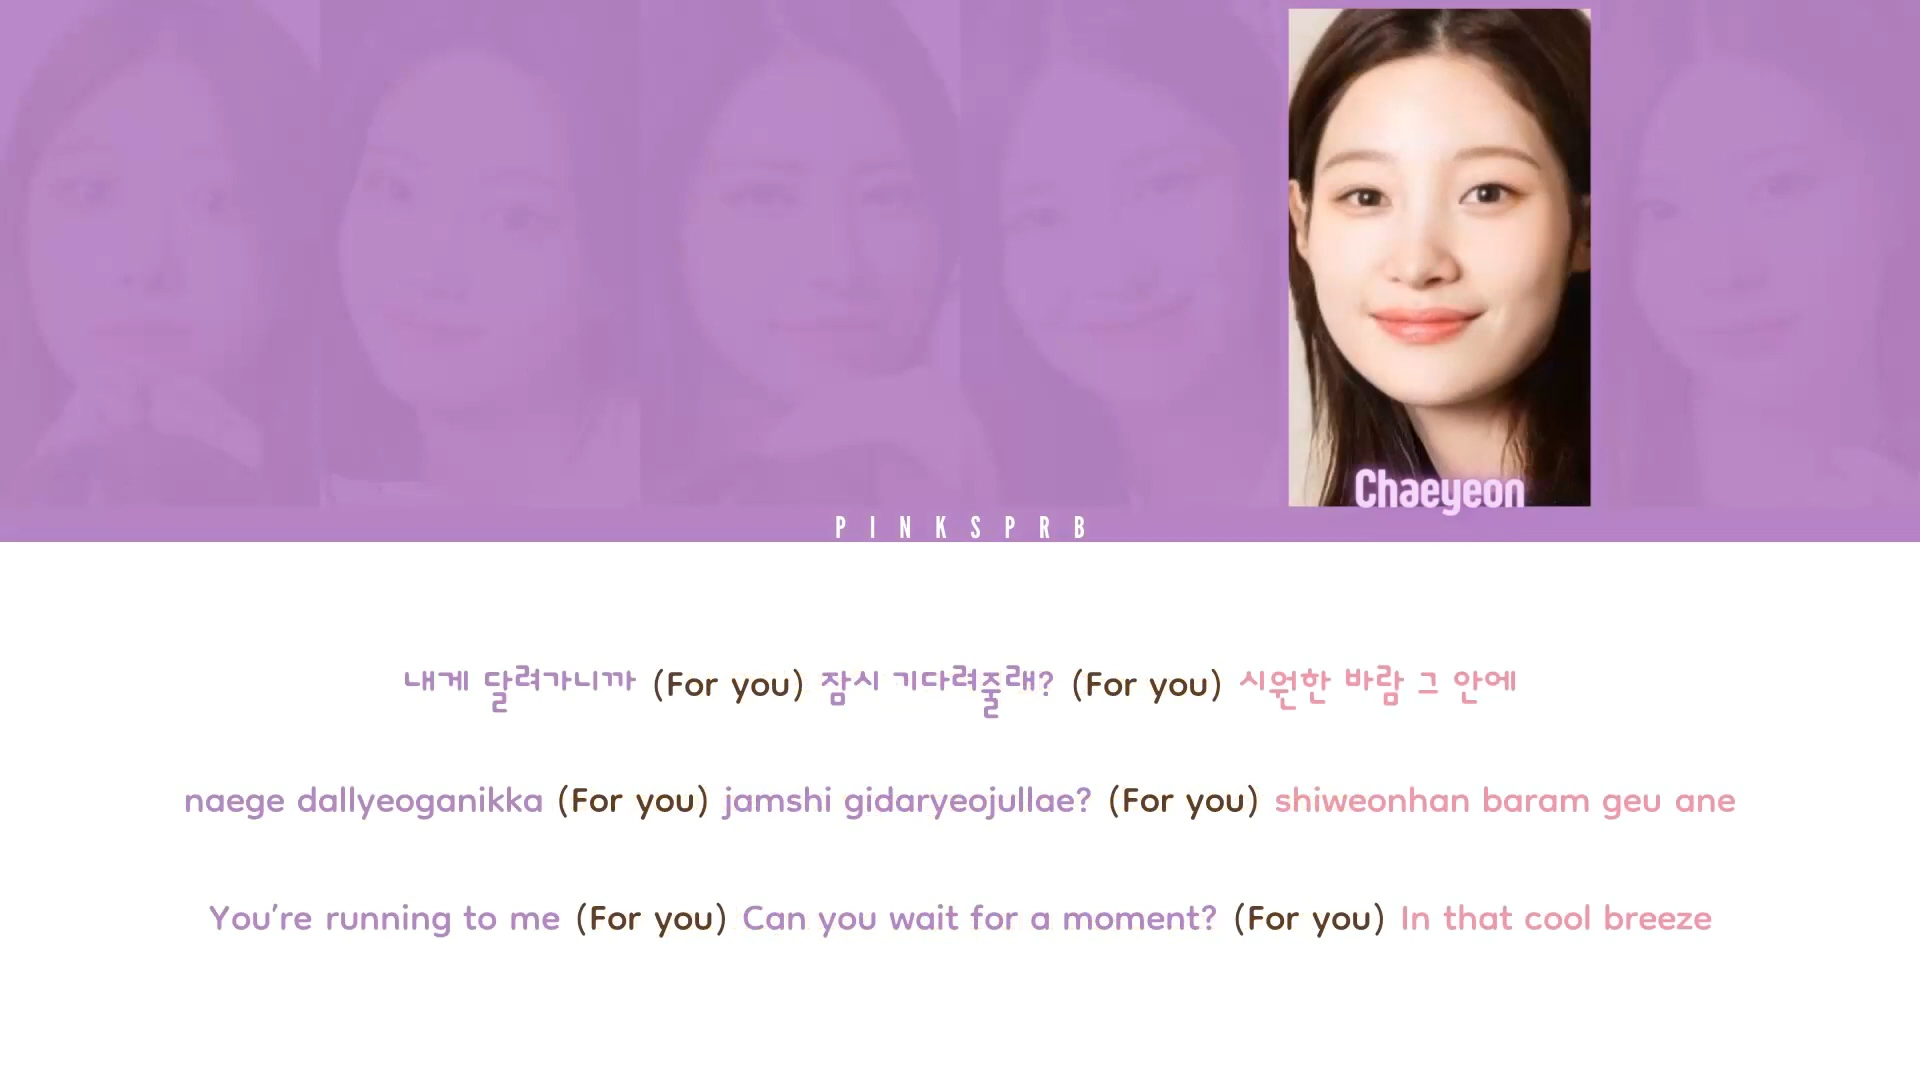 Chaeyeon
PINKSPRB
내게 달려가니까 (For you) 잠시 기다려줄래? (For you) 시원한 바람 그 안에
naege dallyeoganikka (For you) jamshi gidaryeojullae? (For you) shiweonhan baram geu ane
You're running to me (For you) Can you wait for a moment? (For you) In that cool breeze